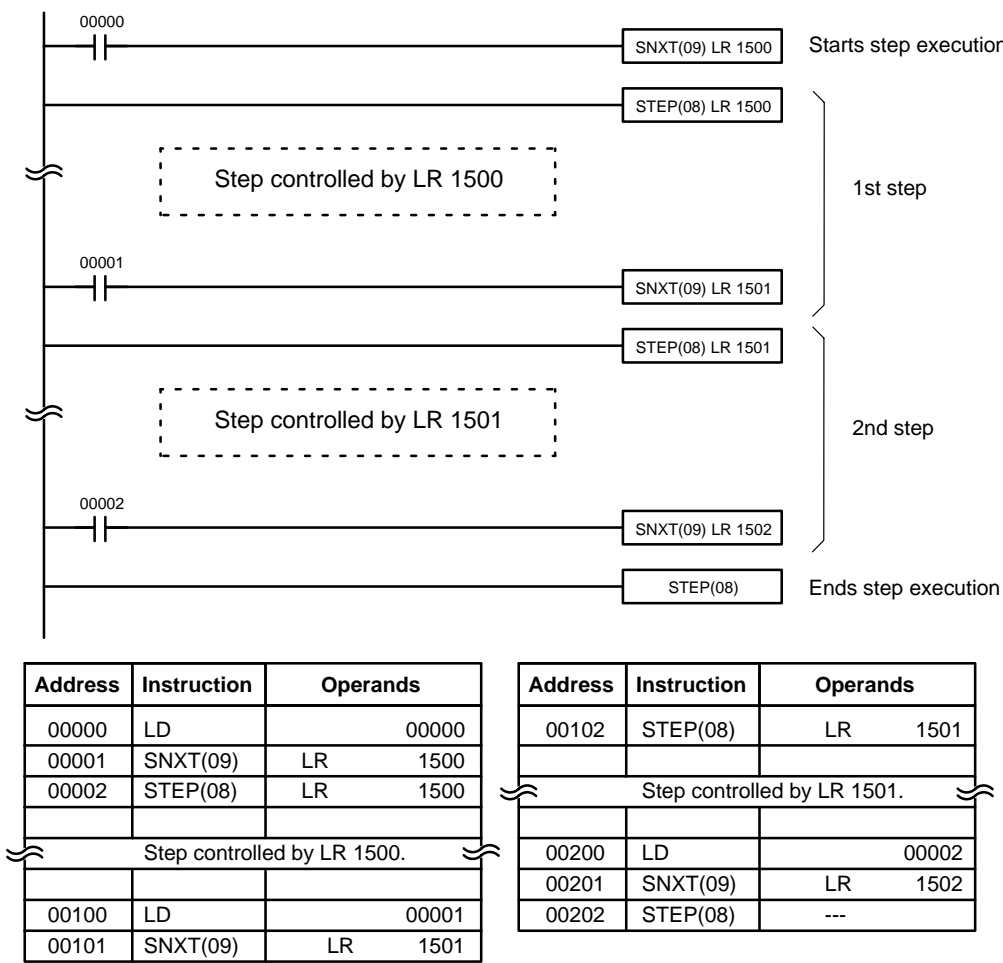 00000
SNXT(09) LR 1500 Starts step execution
STEP(08) LR 1500
Step controlled by LR 1500
1st step
00001
SNXT(09) LR 1501
STEP(08) LR 1501
Step controlled by LR 1501
2nd step
00002
SNXT(09) LR 1502
STEP(08) Ends step execution
Address Instruction Operands
00000 LD 00000
00001 SNXT(09) LR 1500
00002 STEP(08) LR 1500
Step controlled by LR 1500.
00100 LD 00001
00101 SNXT(09) LR 1501
Address Instruction Operands
00102 STEP(08) LR 1501
Step controlled by LR 1501.
00200 LD 00002
00201 SNXT(09) LR 1502
00202 STEP(08) ---